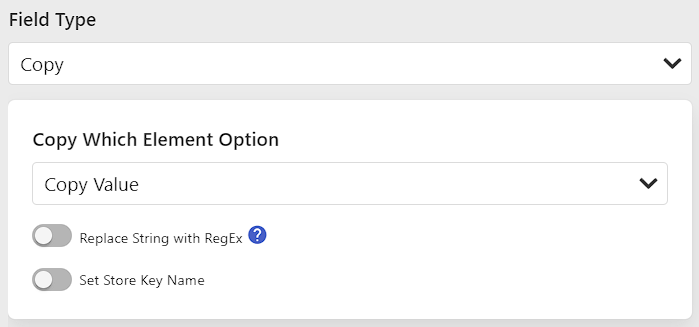 Field Type
Copy
Copy Which Element Option
Copy Value
Replace String with RegEx ?
Set Store Key Name